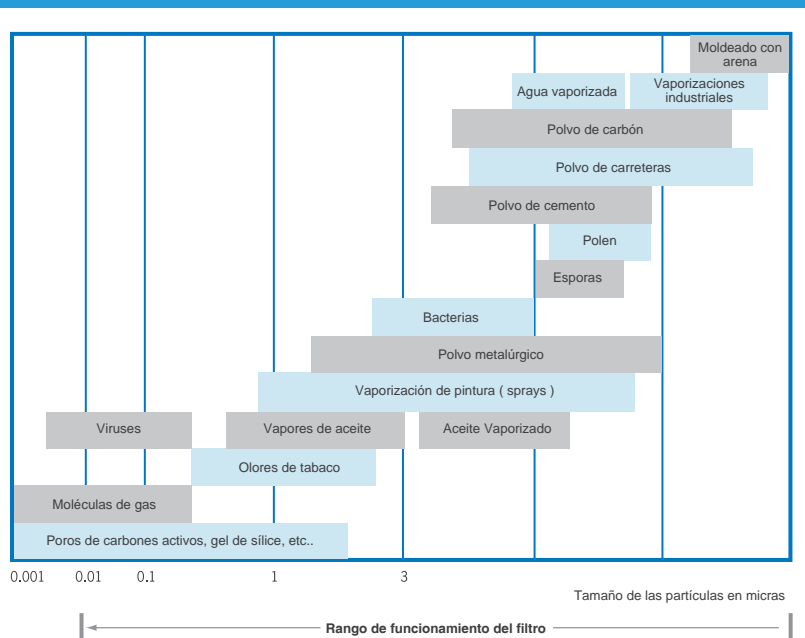 Moldeado con
arena
Agua vaporizada
Vaporizaciones
industriales
Polvo de carbón
Polvo de carreteras
Polvo de cemento
Polen
Esporas
Bacterias
Polvo metalúrgico
Vaporización de pintura ( sprays )
Viruses
Vapores de aceite
Aceite Vaporizado
Olores de tabaco
Moléculas de gas
Poros de carbones activos, gel de sílice, etc..
0.001 0.01 0.1 1 3
Tamaño de las partículas en micras
Rango de funcionamiento del filtro